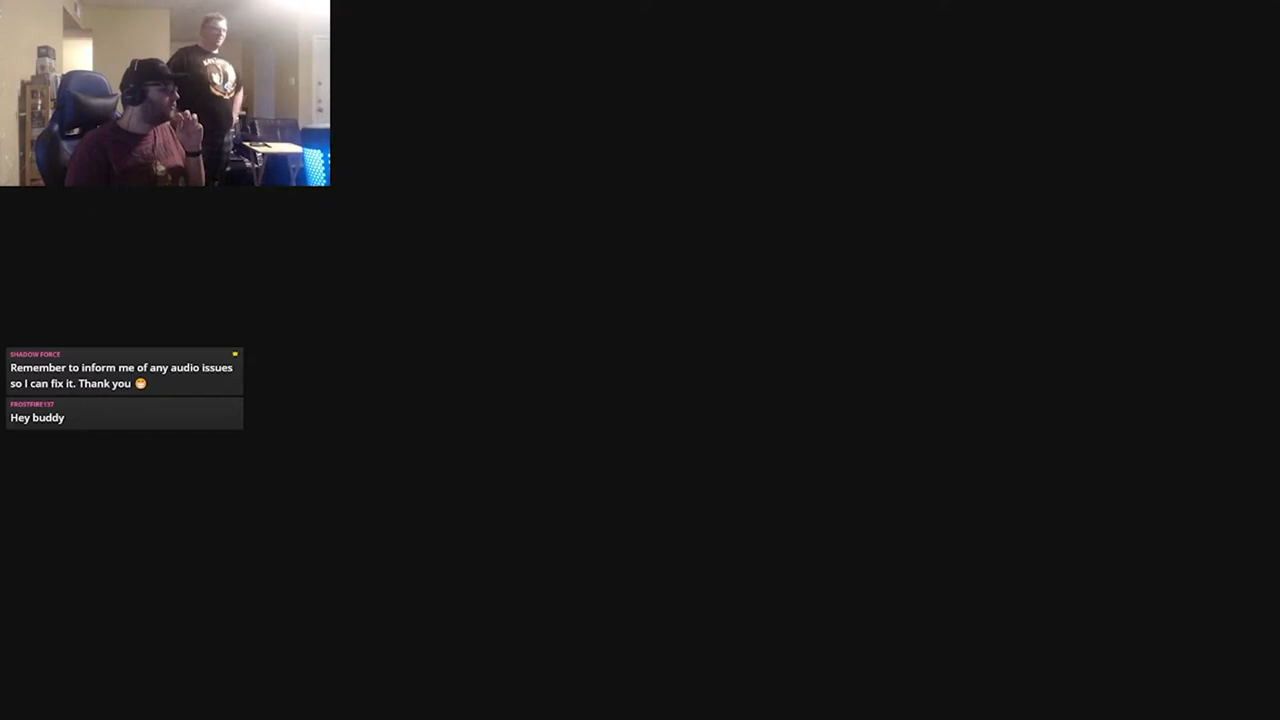 SHADOW FORCE
Remember to inform me of any audio issues
so I can fix it. Thank you 😷
FROSTFIRE137
Hey buddy